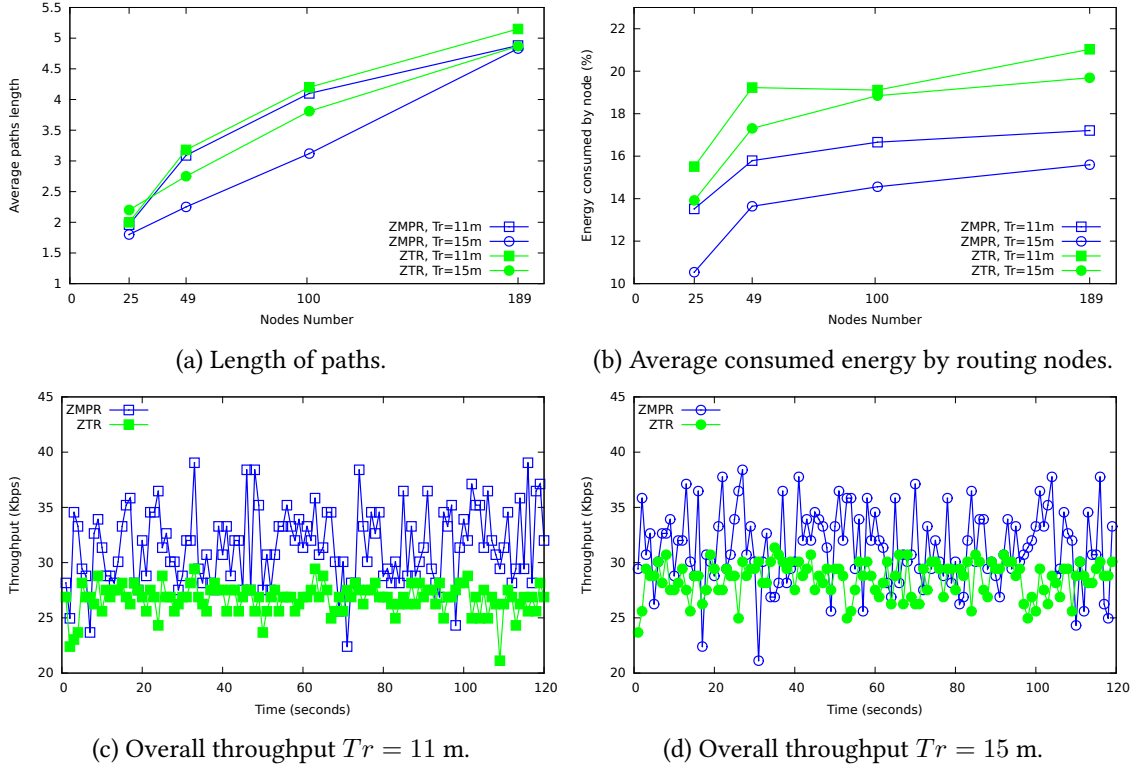 5.5
5
4.5
4
3.5
3
2.5
2
1.5
1
Average paths length
ZMPR, Tr=11m
ZMPR, Tr=15m
ZTR, Tr=11m
ZTR, Tr=15m
0 25 49 100 189
Nodes Number
(a) Length of paths.
22
20
18
16
14
12
10
Energy consumed by node (%)
ZMPR, Tr=11m
ZMPR, Tr=15m
ZTR, Tr=11m
ZTR, Tr=15m
0 25 49 100 189
Nodes Number
(b) Average consumed energy by routing nodes.
45
40
35
30
25
20
Throughput (Kbps)
ZMPR
ZTR
0 20 40 60 80 100 120
Time (seconds)
(c) Overall throughput Tr = 11 m.
45
40
35
30
25
20
Throughput (Kbps)
ZMPR
ZTR
0 20 40 60 80 100 120
Time (seconds)
(d) Overall throughput Tr = 15 m.